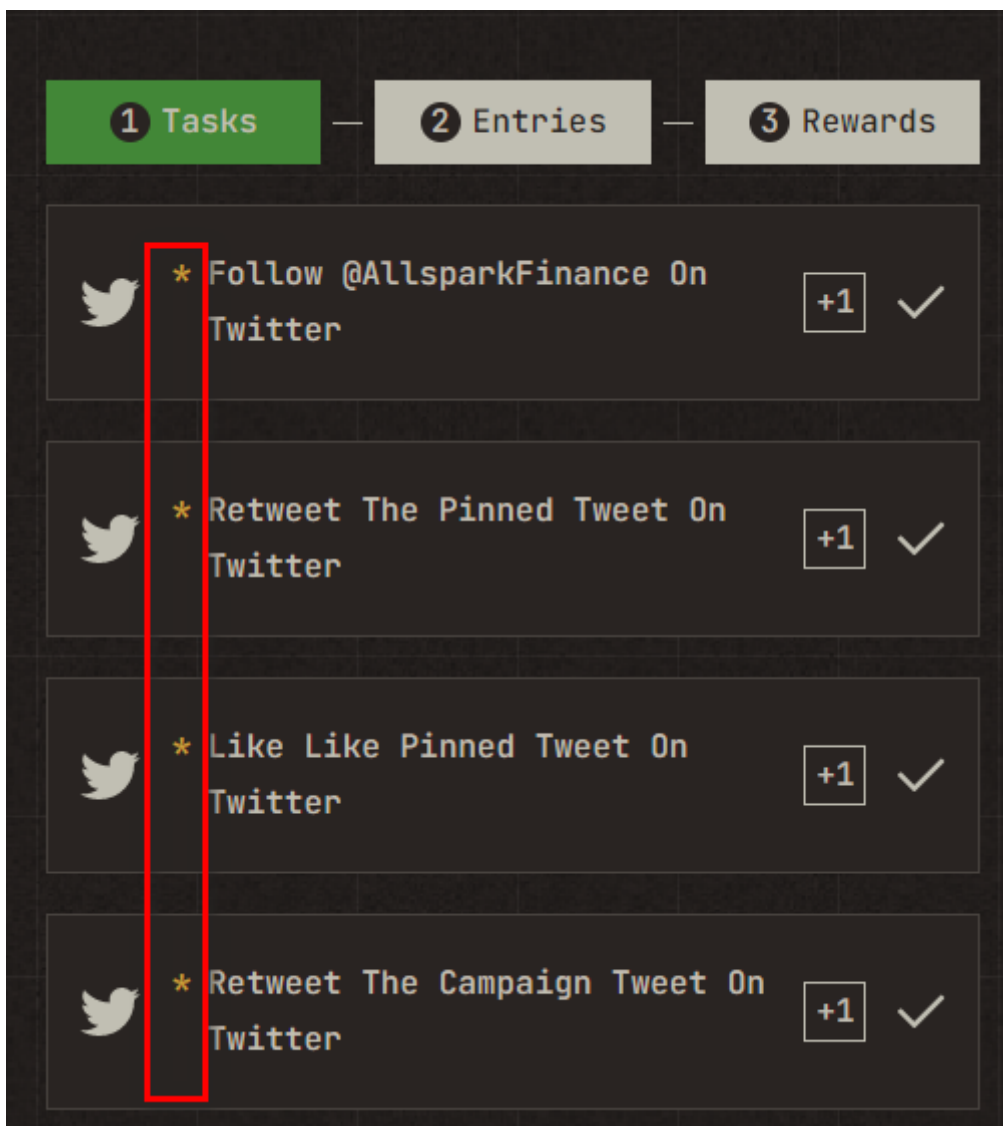 1 Tasks — 2 Entries — 3 Rewards
* Follow @AllsparkFinance On
Twitter
+1
* Retweet The Pinned Tweet On
Twitter
+1
* Like Like Pinned Tweet On
Twitter
+1
* Retweet The Campaign Tweet On
Twitter
+1